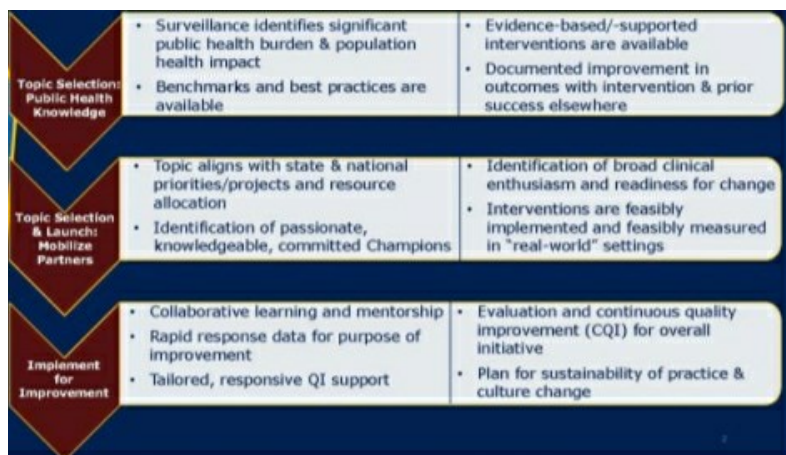 Topic Selection:
Public Health
Knowledge
• Surveillance identifies significant
public health burden & population
health impact
• Benchmarks and best practices are
available
• Evidence-based/-supported
interventions are available
• Documented improvement in
outcomes with intervention & prior
success elsewhere
Topic Selection
& Launch:
Mobilize
Partners
• Topic aligns with state & national
priorities/projects and resource
allocation
• Identification of passionate,
knowledgeable, committed Champions
• Identification of broad clinical
enthusiasm and readiness for change
• Interventions are feasibly
implemented and feasibly measured
in "real-world" settings
Implement
for
Improvement
• Collaborative learning and mentorship
• Rapid response data for purpose of
improvement
• Tailored, responsive QI support
• Evaluation and continuous quality
improvement (CQI) for overall
initiative
• Plan for sustainability of practice &
culture change